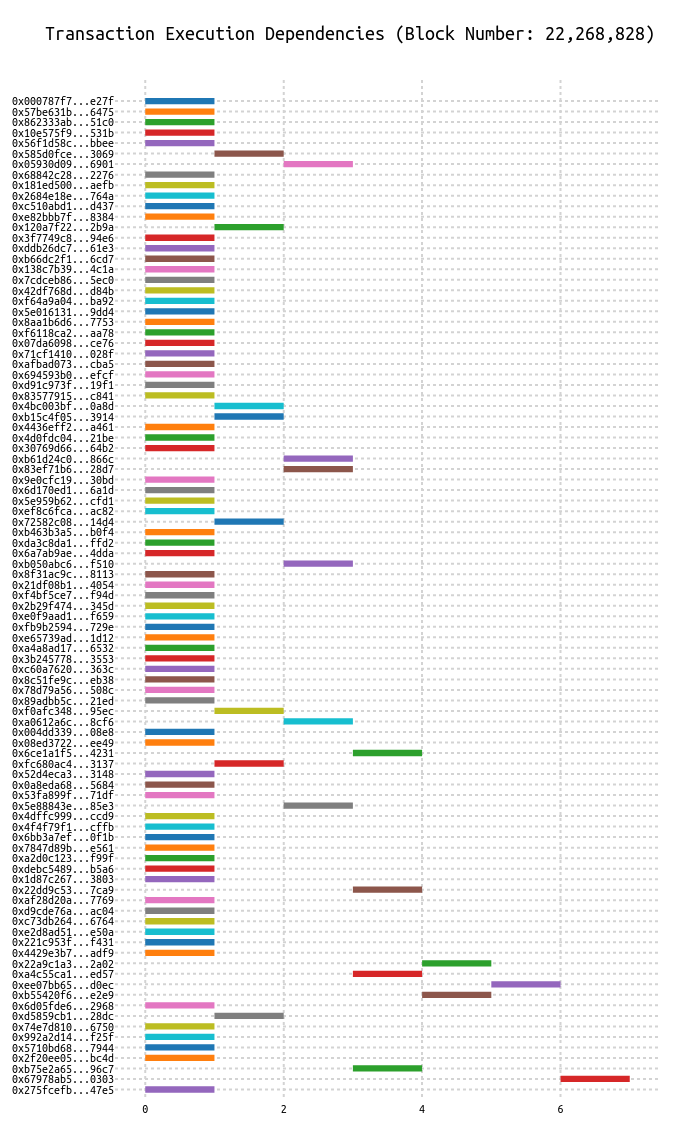 Transaction Execution Dependencies (Block Number: 22,268,828)
0x000787f7...e27f
0x57be631b...6475
0x862333ab...51c0
0x10e575f9...531b
0x56f1d58c...bbee
0x585d0fce...3069
0x05930d09...6901
0x68842c28...2276
0x181ed500...aefb
0x2684e18e...764a
0xc510abd1...d437
0xe82bbb7f...8384
0x120a7f22...2b9a
0x3f7749c8...94e6
0xddb26dc7...61e3
0xb66dc2f1...6cd7
0x138c7b39...4c1a
0x7cdceb86...5ec0
0x42df768d...d84b
0xf64a9a04...ba92
0x5e016131...9dd4
0x8aa1b6d6...7753
0xf6118ca2...aa78
0x07da6098...ce76
0x71cf1410...028f
0xafbad073...cba5
0x694593b0...efcf
0xd91c973f...19f1
0x83577915...c841
0x4bc003bf...0a8d
0xb15c4f05...3914
0x4436eff2...a461
0x4d0fdc04...21be
0x30769d66...64b2
0xb61d24c0...866c
0x83ef71b6...28d7
0x9e0cfc19...30bd
0x6d170ed1...6a1d
0x5e959b62...cfd1
0xef8c6fca...ac82
0x72582c08...14d4
0xb463b3a5...b0f4
0xda3c8da1...ffd2
0x6a7ab9ae...4dda
0xb050abc6...f510
0x8f31ac9c...8113
0x21df08b1...4054
0xf4bf5ce7...f94d
0x2b29f474...345d
0xe0f9aad1...f659
0xfb9b2594...729e
0xe65739ad...1d12
0xa4a8ad17...6532
0x3b245778...3553
0xc60a7620...363c
0x8c51fe9c...eb38
0x78d79a56...508c
0x89adbb5c...21ed
0xf0afc348...95ec
0xa0612a6c...8cf6
0x004dd339...08e8
0x08ed3722...ee49
0x6ce1a1f5...4231
0xfc680ac4...3137
0x52d4eca3...3148
0x0a8eda68...5684
0x53fa899f...71df
0x5e88843e...85e3
0x4dffc999...ccd9
0x4f4f79f1...cffb
0x6bb3a7ef...0f1b
0x7847d89b...e561
0xa2d0c123...f99f
0xdebc5489...b5a6
0x1d87c267...3803
0x22dd9c53...7ca9
0xaf28d20a...7769
0xd9cde76a...ac04
0xc73db264...6764
0xe2d8ad51...e50a
0x221c953f...f431
0x4429e3b7...adf9
0x22a9c1a3...2a02
0xa4c55ca1...ed57
0xee07bb65...d0ec
0xb55420f6...e2e9
0x6d05fde6...2968
0xd5859cb1...28dc
0x74e7d810...6750
0x992a2d14...f25f
0x5710bd68...7944
0x2f20ee05...bc4d
0xb75e2a65...96c7
0x67978ab5...0303
0x275fcefb...47e5
0 2 4 6